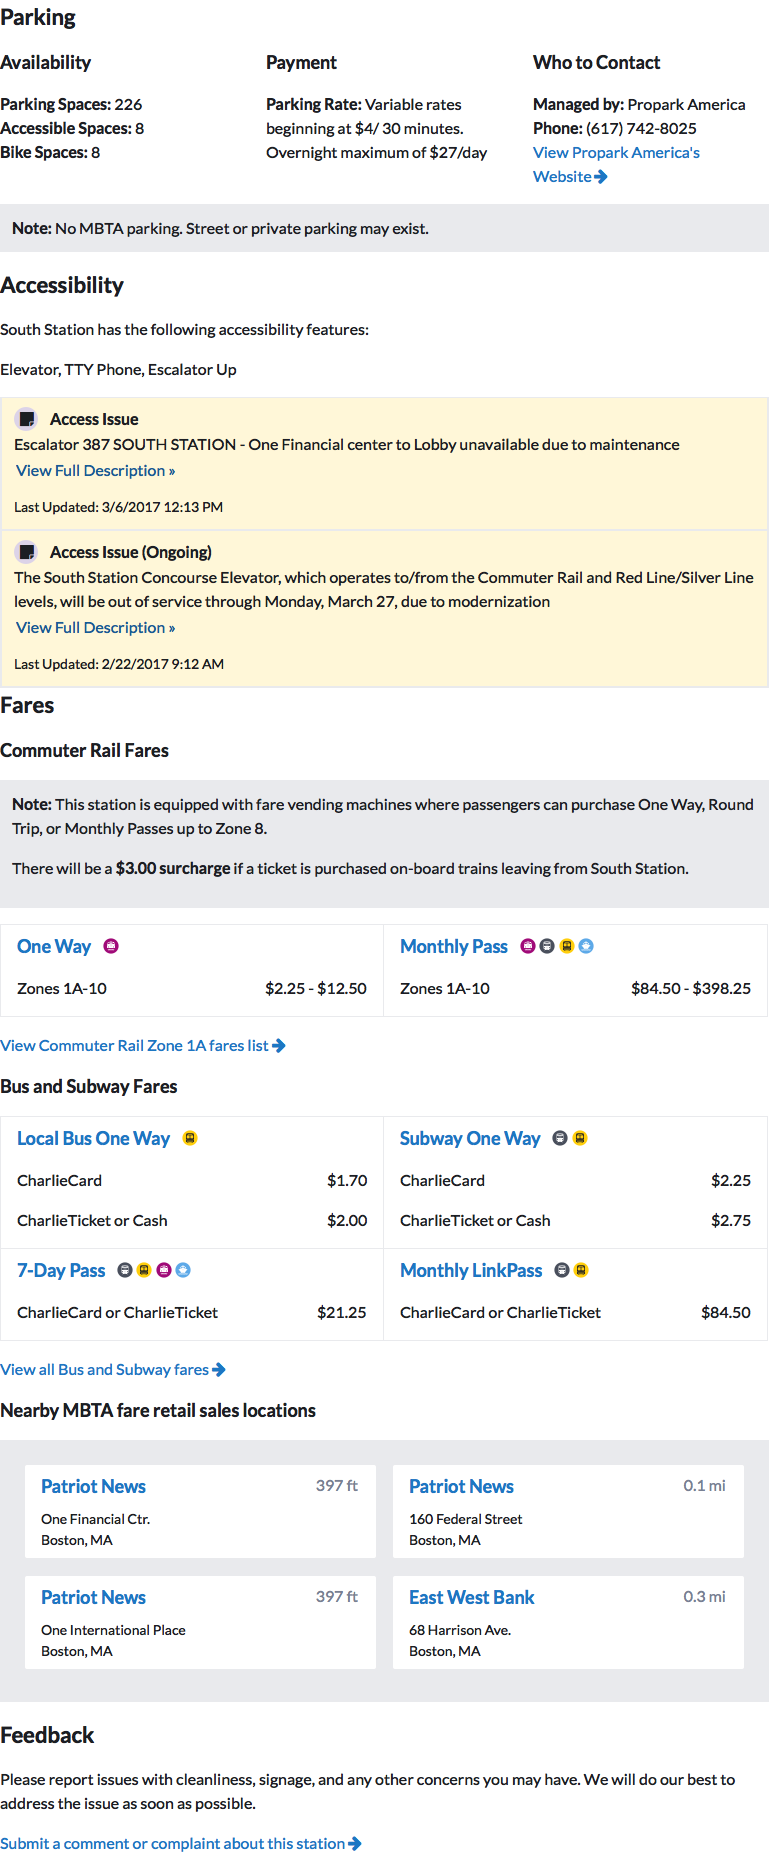 Parking
Availability
Parking Spaces: 226
Accessible Spaces: 8
Bike Spaces: 8
Payment
Parking Rate: Variable rates
beginning at $4/ 30 minutes.
Overnight maximum of $27/day
Who to Contact
Managed by: Propark America
Phone: (617) 742-8025
View Propark America's
Website
Note: No MBTA parking. Street or private parking may exist.
Accessibility
South Station has the following accessibility features:
Elevator, TTY Phone, Escalator Up
Access Issue
Escalator 387 SOUTH STATION - One Financial center to Lobby unavailable due to maintenance
View Full Description »
Last Updated: 3/6/2017 12:13 PM
Access Issue (Ongoing)
The South Station Concourse Elevator, which operates to/from the Commuter Rail and Red Line/Silver Line
levels, will be out of service through Monday, March 27, due to modernization
View Full Description »
Last Updated: 2/22/2017 9:12 AM
Fares
Commuter Rail Fares
Note: This station is equipped with fare vending machines where passengers can purchase One Way, Round
Trip, or Monthly Passes up to Zone 8.
There will be a $3.00 surcharge if a ticket is purchased on-board trains leaving from South Station.
One Way
Zones 1A-10 $2.25 - $12.50
Monthly Pass
Zones 1A-10 $84.50 - $398.25
View Commuter Rail Zone 1A fares list
Bus and Subway Fares
Local Bus One Way
CharlieCard $1.70
CharlieTicket or Cash $2.00
Subway One Way
CharlieCard $2.25
CharlieTicket or Cash $2.75
7-Day Pass
CharlieCard or CharlieTicket $21.25
Monthly LinkPass
CharlieCard or CharlieTicket $84.50
View all Bus and Subway fares
Nearby MBTA fare retail sales locations
Patriot News 397 ft
One Financial Ctr.
Boston, MA
Patriot News 0.1 mi
160 Federal Street
Boston, MA
Patriot News 397 ft
One International Place
Boston, MA
East West Bank 0.3 mi
68 Harrison Ave.
Boston, MA
Feedback
Please report issues with cleanliness, signage, and any other concerns you may have. We will do our best to
address the issue as soon as possible.
Submit a comment or complaint about this station